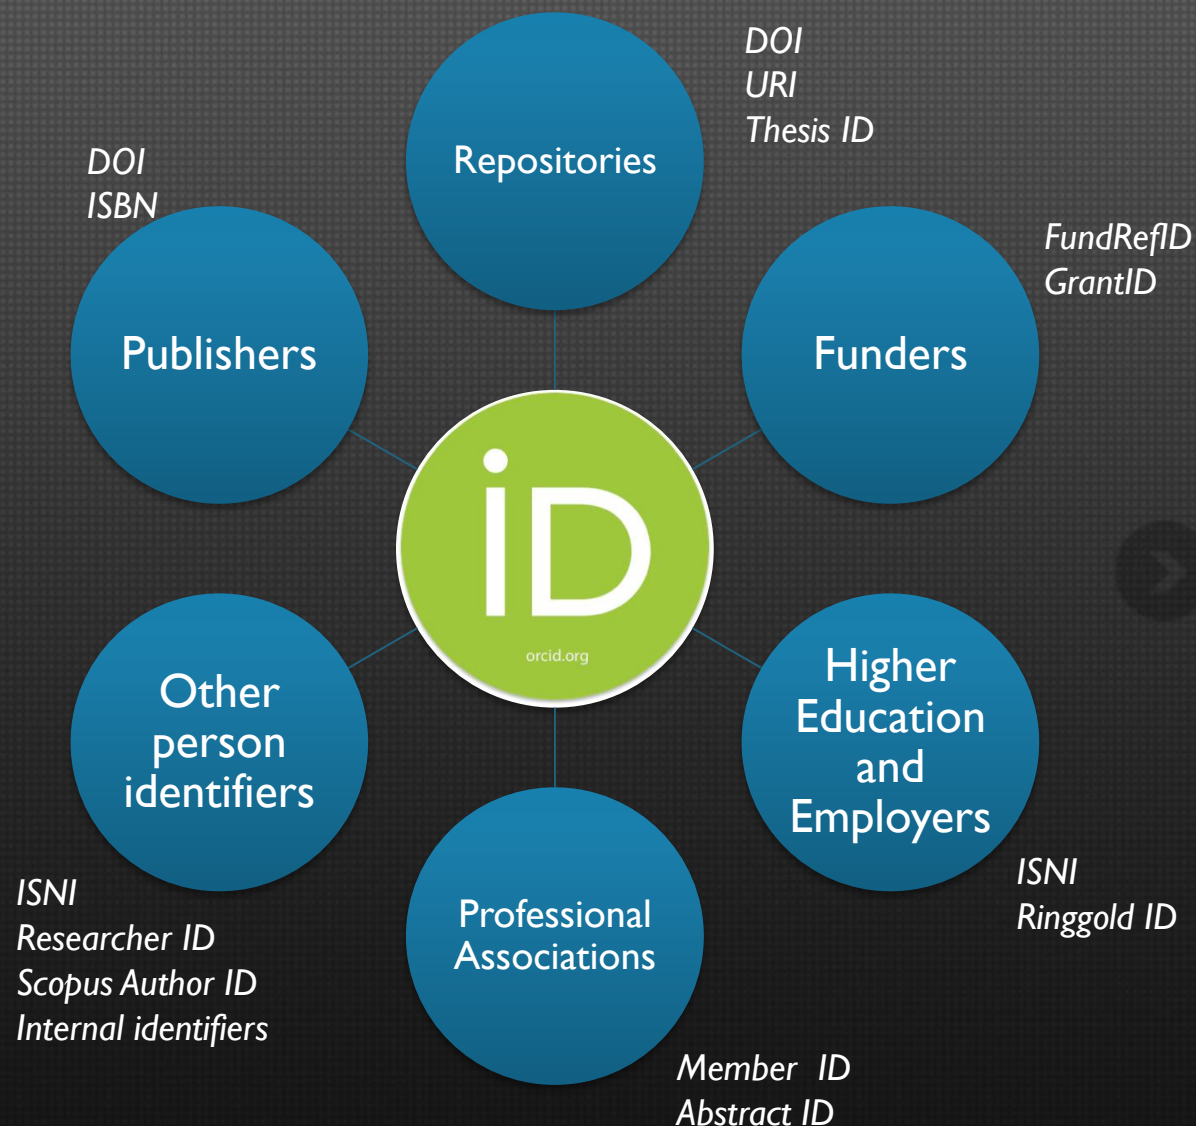 DOI
URI
Thesis ID
Repositories
DOI
ISBN
Publishers
FundRefID
GrantID
Funders
iD
orcid.org
Other
person
identifiers
ISNI
Researcher ID
Scopus Author ID
Internal identifiers
Higher
Education
and
Employers
ISNI
Ringgold ID
Professional
Associations
Member  ID
Abstract ID